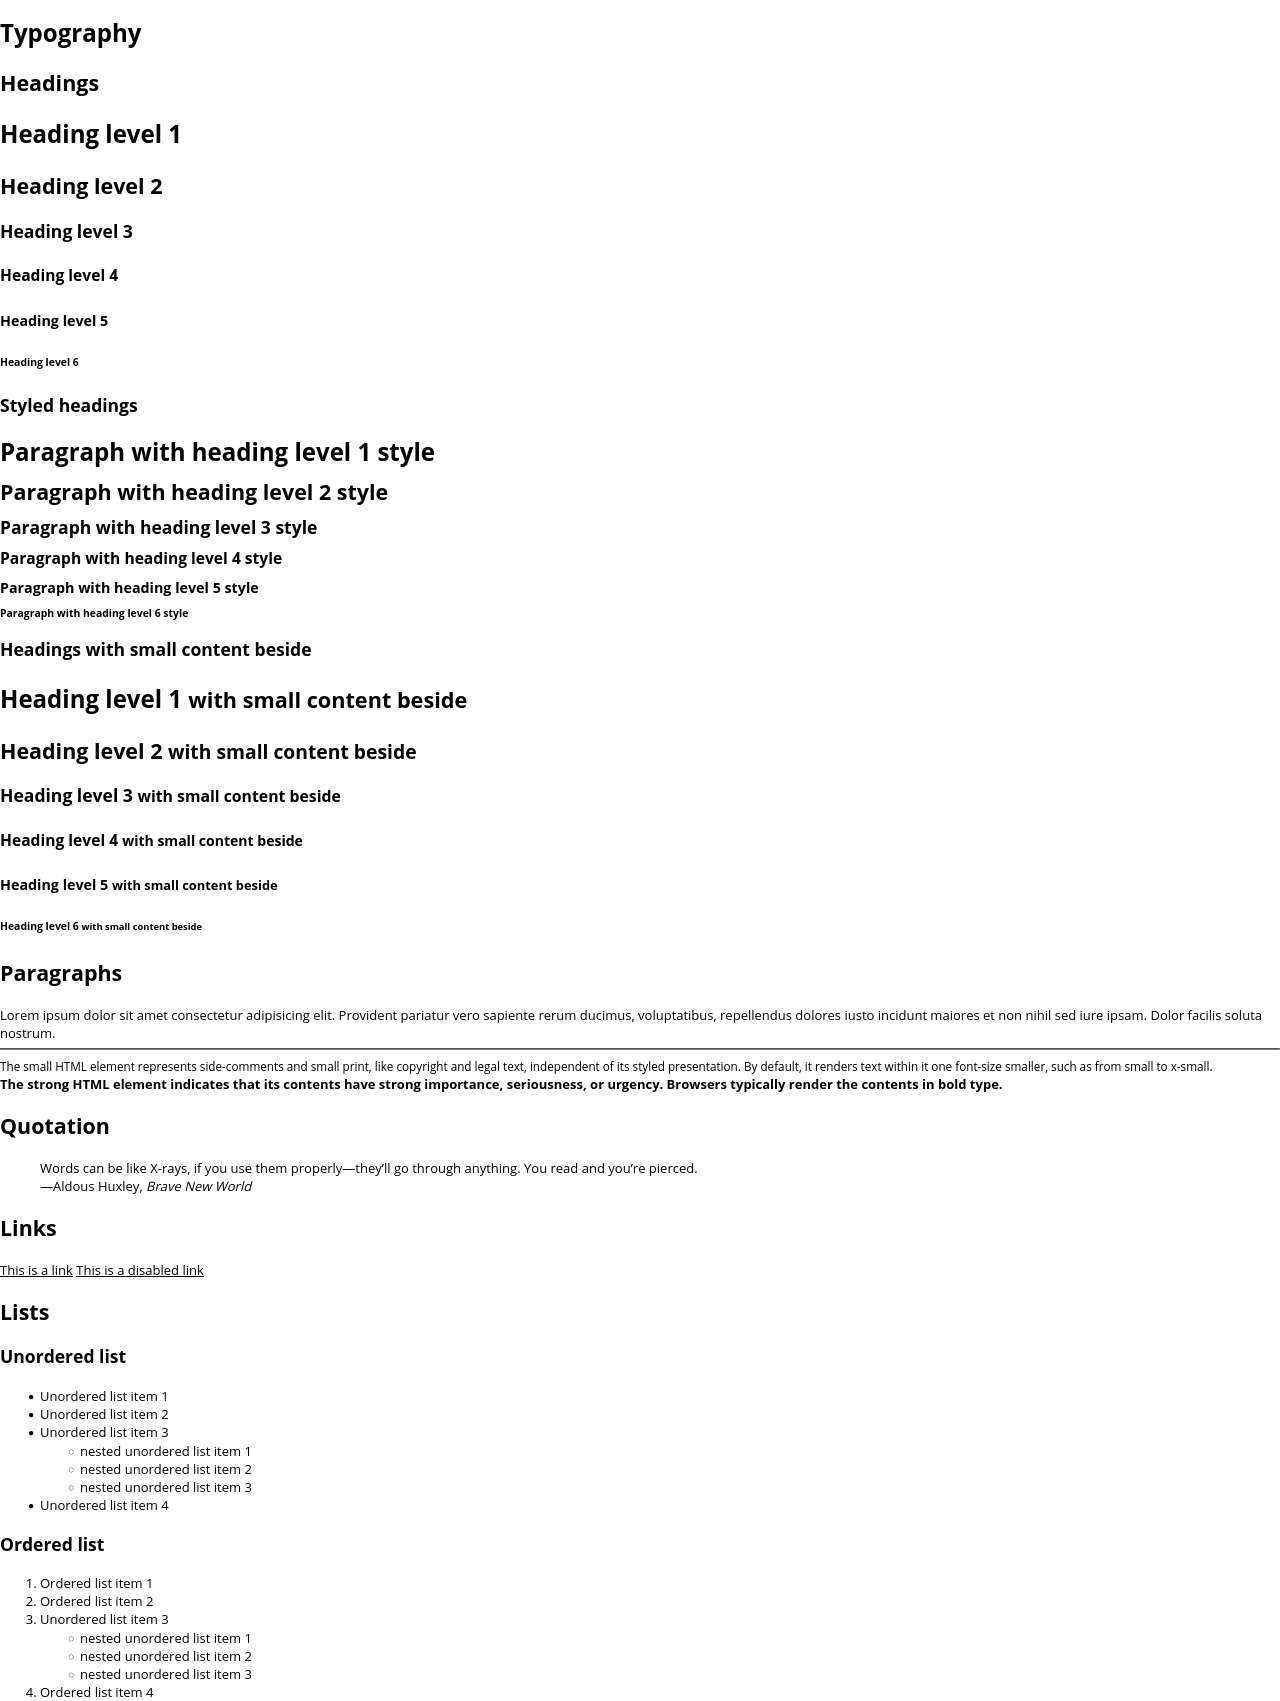 Typography
Headings
Heading level 1
Heading level 2
Heading level 3
Heading level 4
Heading level 5
Heading level 6
Styled headings
Paragraph with heading level 1 style
Paragraph with heading level 2 style
Paragraph with heading level 3 style
Paragraph with heading level 4 style
Paragraph with heading level 5 style
Paragraph with heading level 6 style
Headings with small content beside
Heading level 1 with small content beside
Heading level 2 with small content beside
Heading level 3 with small content beside
Heading level 4 with small content beside
Heading level 5 with small content beside
Heading level 6 with small content beside
Paragraphs
Lorem ipsum dolor sit amet consectetur adipisicing elit. Provident pariatur vero sapiente rerum ducimus, voluptatibus, repellendus dolores iusto incidunt maiores et non nihil sed iure ipsam. Dolor facilis soluta
nostrum.
The small HTML element represents side-comments and small print, like copyright and legal text, independent of its styled presentation. By default, it renders text within it one font-size smaller, such as from small to x-small.
The strong HTML element indicates that its contents have strong importance, seriousness, or urgency. Browsers typically render the contents in bold type.
Quotation
Words can be like X-rays, if you use them properly—they’ll go through anything. You read and you’re pierced.
—Aldous Huxley, Brave New World
Links
This is a link This is a disabled link
Lists
Unordered list
• Unordered list item 1
• Unordered list item 2
• Unordered list item 3
◦ nested unordered list item 1
◦ nested unordered list item 2
◦ nested unordered list item 3
• Unordered list item 4
Ordered list
1. Ordered list item 1
2. Ordered list item 2
3. Unordered list item 3
◦ nested unordered list item 1
◦ nested unordered list item 2
◦ nested unordered list item 3
4. Ordered list item 4